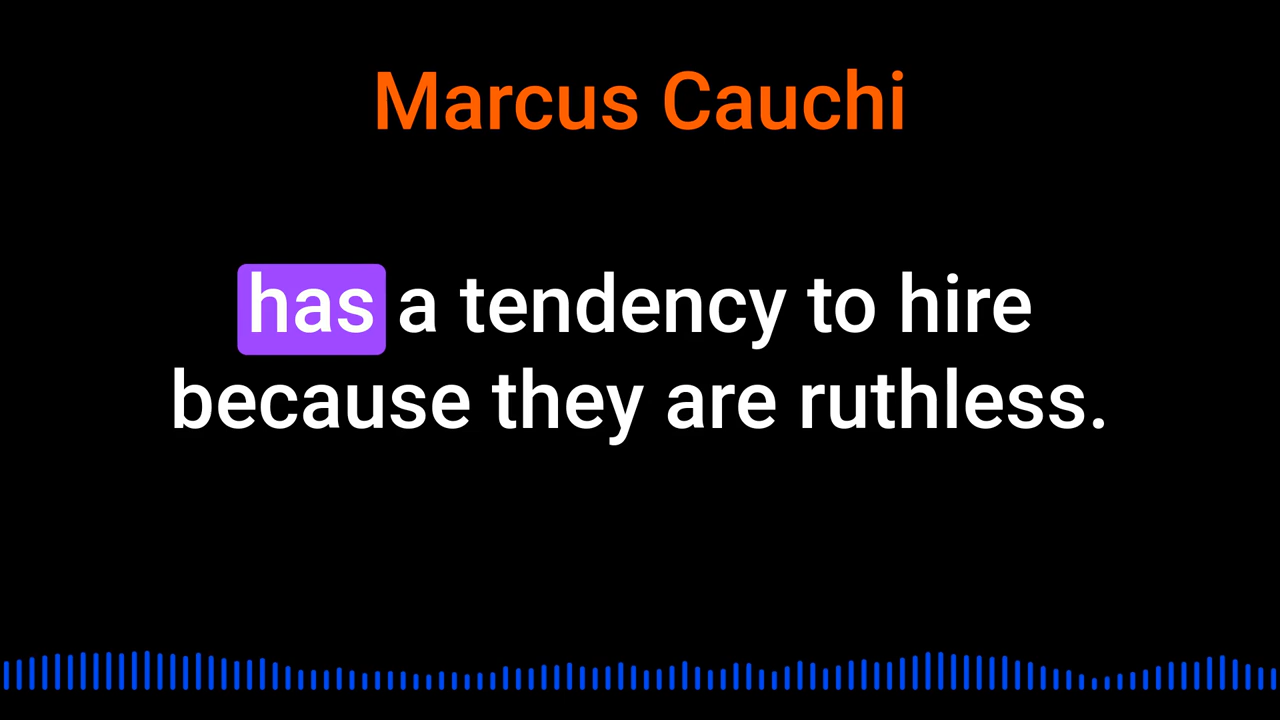 Marcus Cauchi
has a tendency to hire
because they are ruthless.